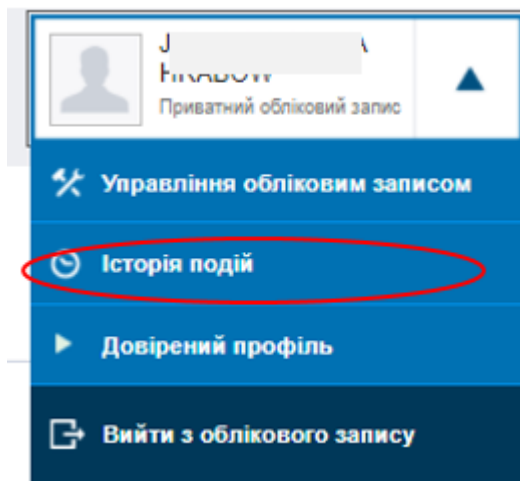 Приватний обліковий запис
Управління обліковим записом
Історія подій
Довірений профіль
Вийти з облікового запису